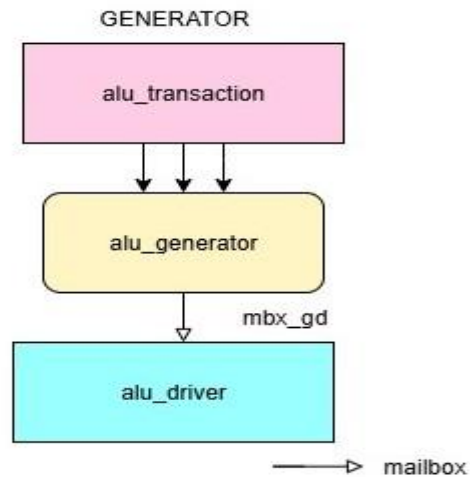 GENERATOR
alu_transaction
alu_generator
mbx_gd
alu_driver
mailbox